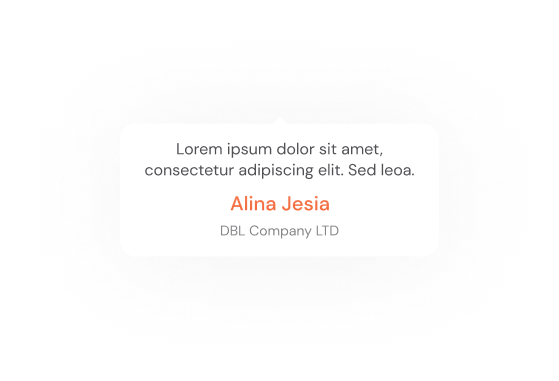 Lorem ipsum dolor sit amet,
consectetur adipiscing elit. Sed leoa.
Alina Jesia
DBL Company LTD